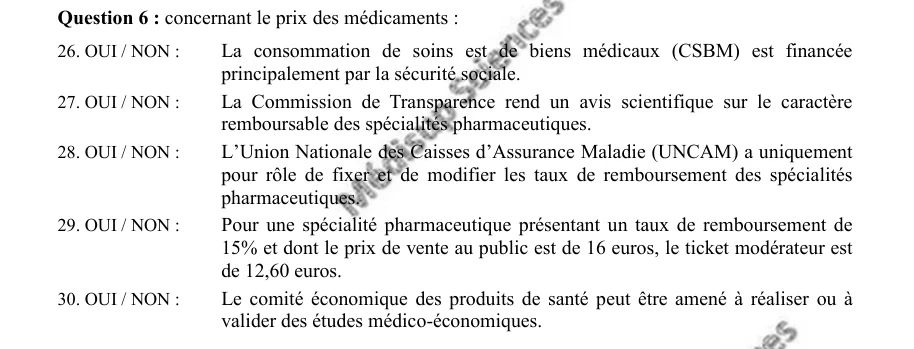 Question 6 : concernant le prix des médicaments :
26. OUI / NON : La consommation de soins est de biens médicaux (CSBM) est financée
principalement par la sécurité sociale.
27. OUI / NON : La Commission de Transparence rend un avis scientifique sur le caractère
remboursable des spécialités pharmaceutiques.
28. OUI / NON : L’Union Nationale des Caisses d’Assurance Maladie (UNCAM) a uniquement
pour rôle de fixer et de modifier les taux de remboursement des spécialités
pharmaceutiques.
29. OUI / NON : Pour une spécialité pharmaceutique présentant un taux de remboursement de
15% et dont le prix de vente au public est de 16 euros, le ticket modérateur est
de 12,60 euros.
30. OUI / NON : Le comité économique des produits de santé peut être amené à réaliser ou à
valider des études médico-économiques.
Médisup Sciences
ences